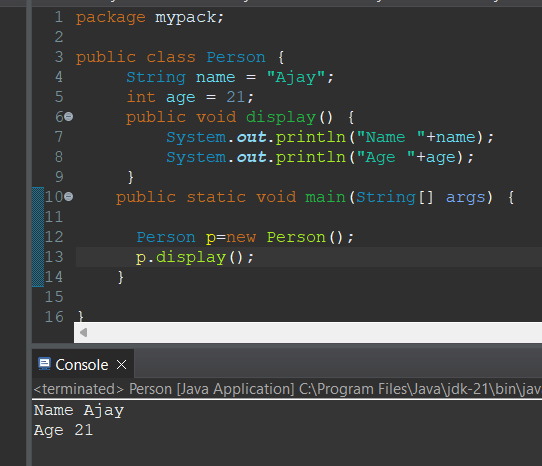 1 package mypack;
2
3 public class Person {
4 String name = "Ajay";
5 int age = 21;
6 public void display() {
7 System.out.println("Name "+name);
8 System.out.println("Age "+age);
9 }
10 public static void main(String[] args) {
11
12 Person p=new Person();
13 p.display();
14 }
15
16 }
Console
<terminated> Person [Java Application] C:\Program Files\Java\jdk-21\bin\jav
Name Ajay
Age 21